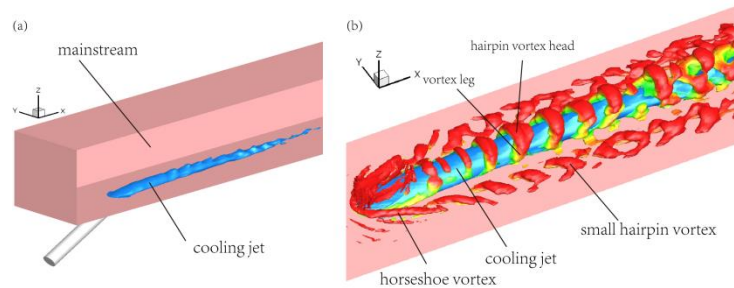 (a)
mainstream
Z
Y
X
cooling jet
(b)
Z
Y
X
hairpin vortex head
vortex leg
small hairpin vortex
cooling jet
horseshoe vortex